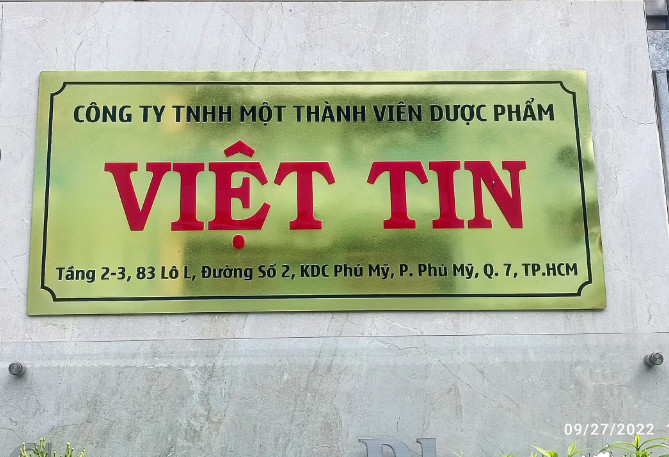 CÔNG TY TNHH MỘT THÀNH VIÊN DƯỢC PHẨM
VIỆT TIN
Tầng 2-3, 83 Lô L, Đường Số 2, KDC Phú Mỹ, P. Phú Mỹ, Q. 7, TP.HCM
09/27/2022